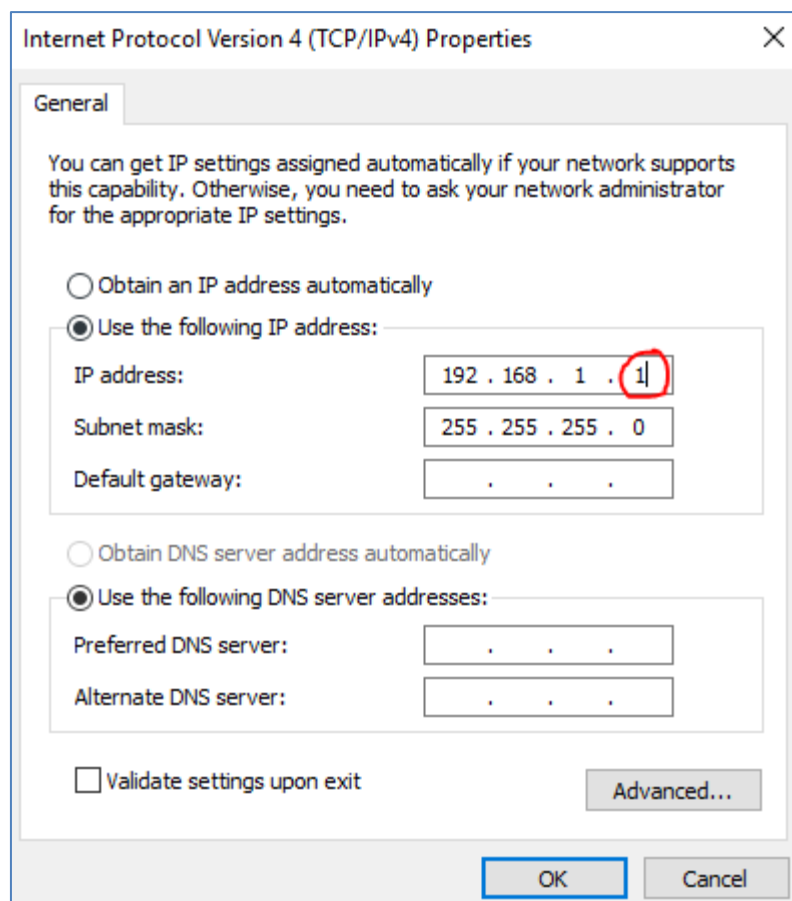 Internet Protocol Version 4 (TCP/IPv4) Properties
General
You can get IP settings assigned automatically if your network supports
this capability. Otherwise, you need to ask your network administrator
for the appropriate IP settings.
Obtain an IP address automatically
Use the following IP address:
IP address: 192 . 168 . 1 . 1
Subnet mask: 255 . 255 . 255 . 0
Default gateway: . . .
Obtain DNS server address automatically
Use the following DNS server addresses:
Preferred DNS server: . . .
Alternate DNS server: . . .
Validate settings upon exit
Advanced...
OK Cancel